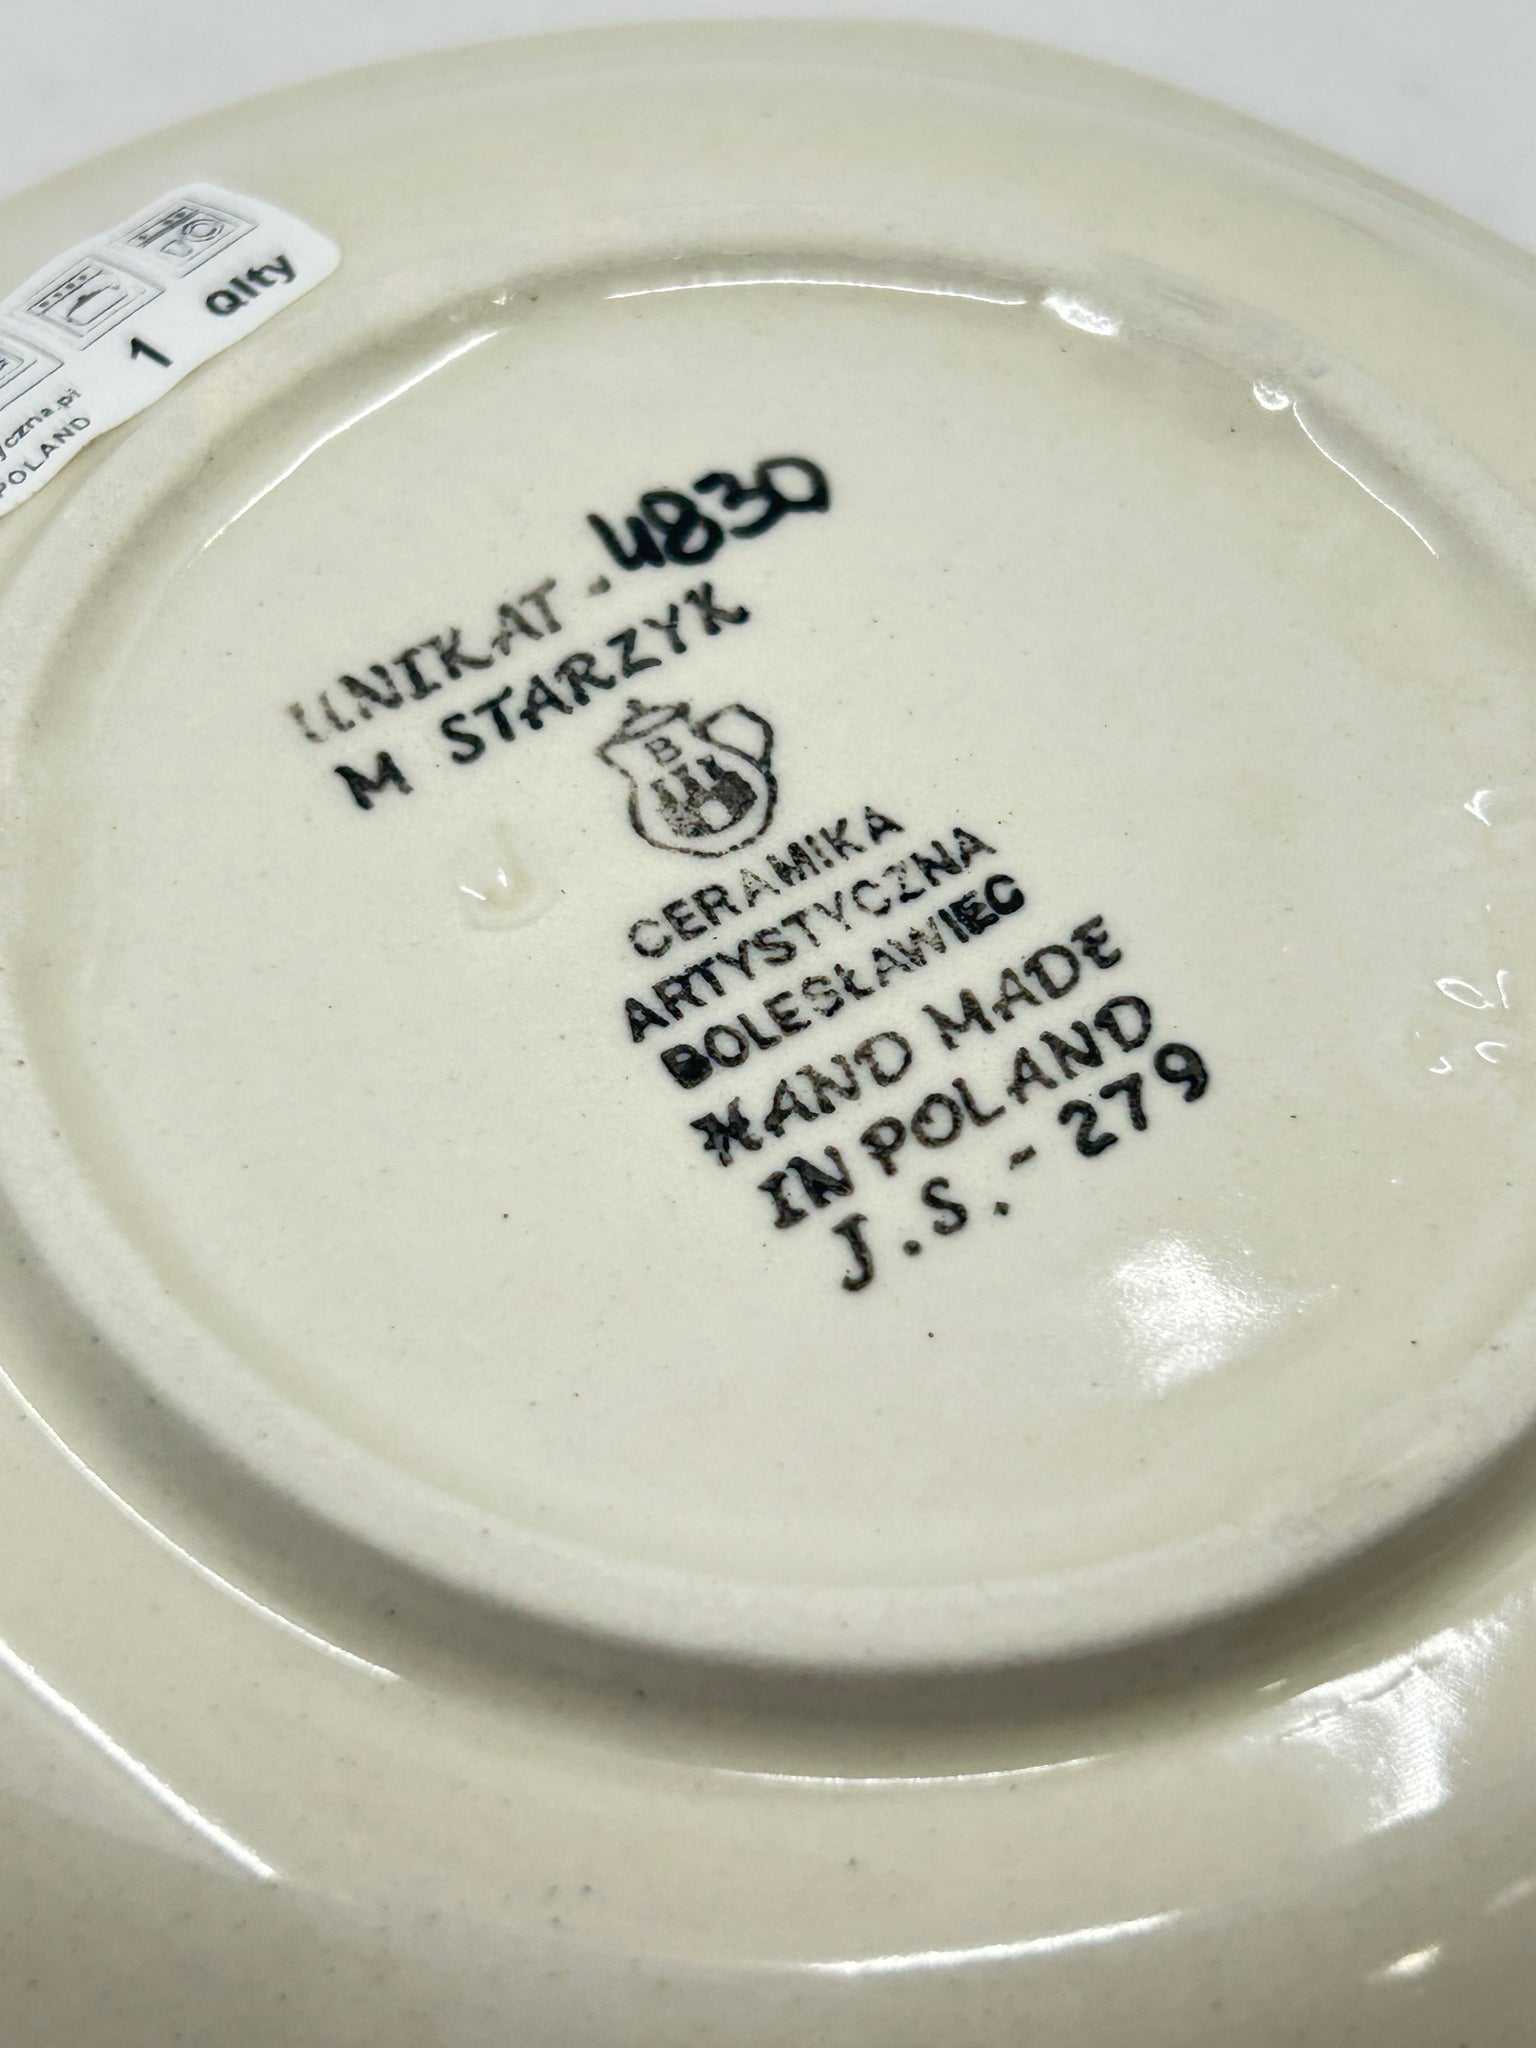 Qlty
1
POLAND
UNIKAT - 4830
M STARZYK
B
CERAMIKA
ARTYSTYCZNA
BOLESŁAWIEC
HAND MADE
IN POLAND
J.S.-279